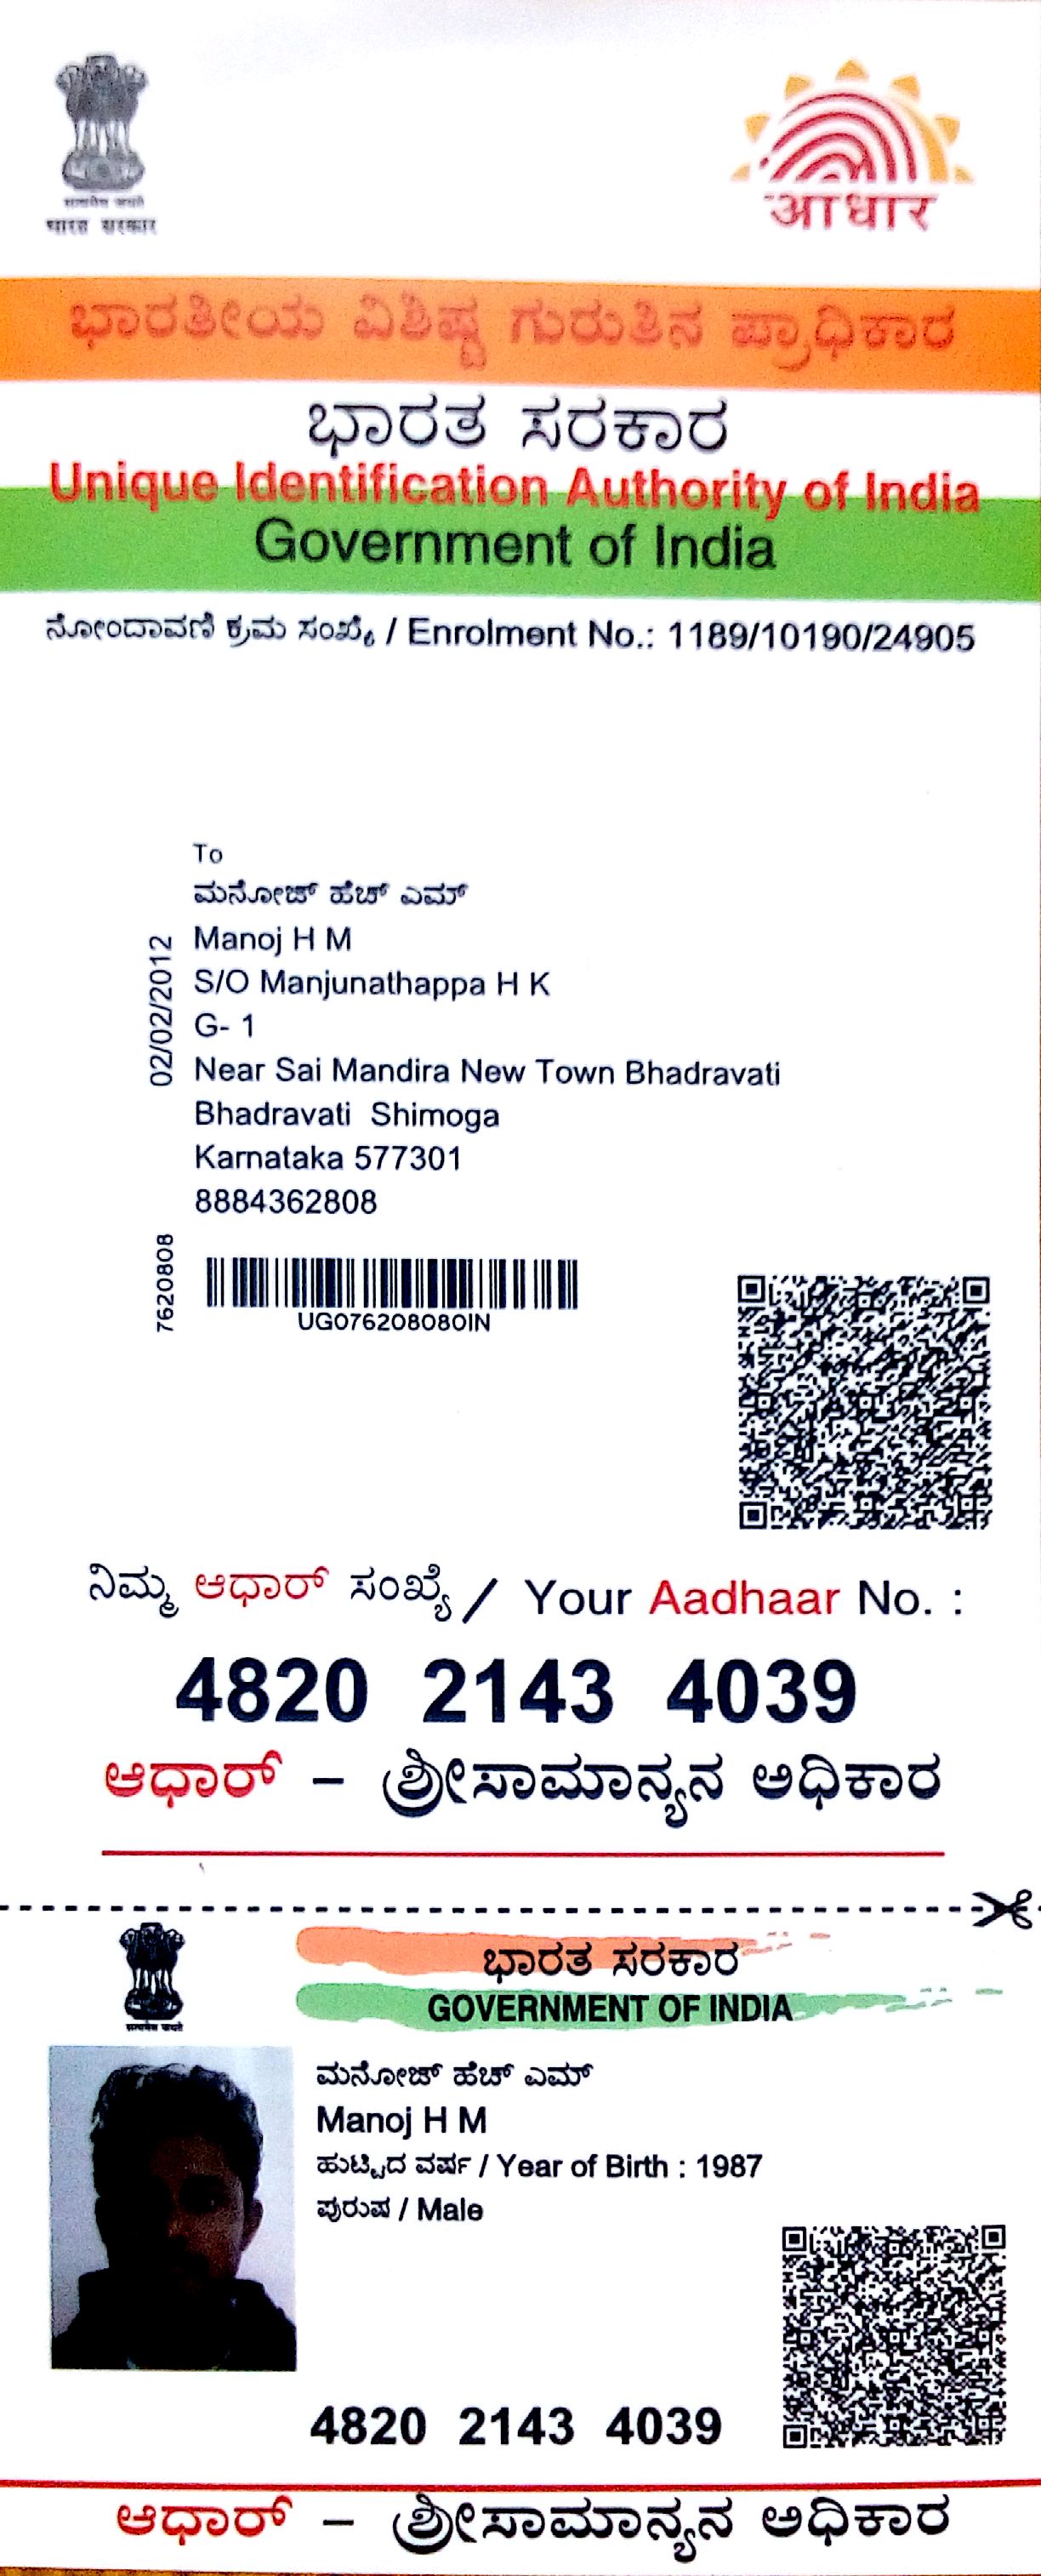 सत्यमेव जयते
भारत सरकार
आधार
ಭಾರತೀಯ ವಿಶಿಷ್ಟ ಗುರುತಿನ ಪ್ರಾಧಿಕಾರ
ಭಾರತ ಸರಕಾರ
Unique Identification Authority of India
Government of India
ನೋಂದಾವಣಿ ಕ್ರಮ ಸಂಖ್ಯೆ / Enrolment No.: 1189/10190/24905
To
ಮನೋಜ್ ಹೆಚ್ ಎಮ್
Manoj H M
S/O Manjunathappa H K
G- 1
Near Sai Mandira New Town Bhadravati
Bhadravati Shimoga
Karnataka 577301
8884362808
02/02/2012
7620808
UG076208080IN
ನಿಮ್ಮ ಆಧಾರ್ ಸಂಖ್ಯೆ / Your Aadhaar No. :
4820 2143 4039
ಆಧಾರ್ – ಶ್ರೀಸಾಮಾನ್ಯನ ಅಧಿಕಾರ
ಭಾರತ ಸರಕಾರ
GOVERNMENT OF INDIA
सत्यमेव जयते
ಮನೋಜ್ ಹೆಚ್ ಎಮ್
Manoj H M
ಹುಟ್ಟಿದ ವರ್ಷ / Year of Birth : 1987
ಪುರುಷ / Male
4820 2143 4039
ಆಧಾರ್ – ಶ್ರೀಸಾಮಾನ್ಯನ ಅಧಿಕಾರ